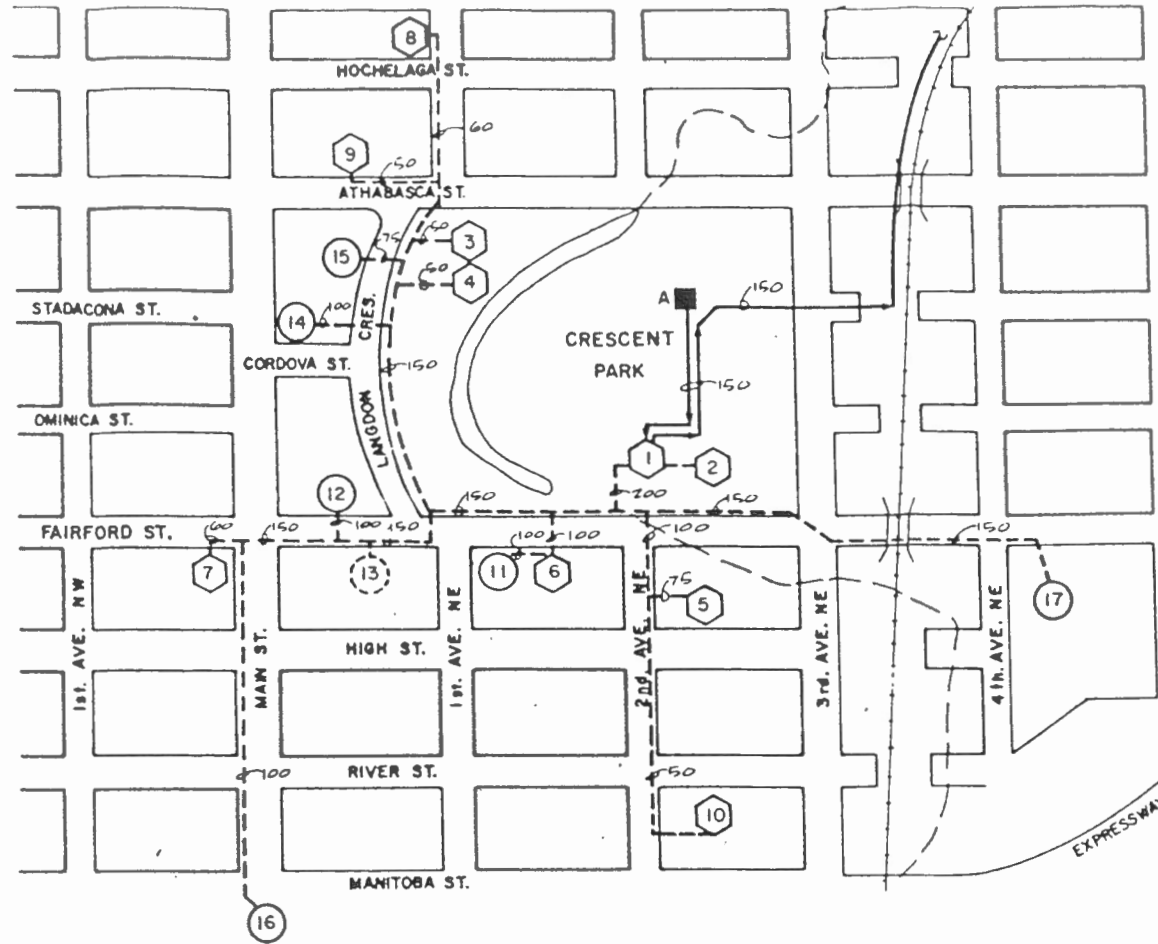 8
HOCHELAGA ST.
60
9
50
ATHABASCA ST.
50
3
75
15
50
4
A
150
STADACONA ST.
14
100
CRES.
CRESCENT
PARK
CORDOVA ST.
150
150
OMINICA ST.
LANGDON
1
2
12
200
150
150
FAIRFORD ST.
60
150
100
150
100
100
100
150
7
13
11
6
75
5
17
1st. AVE. NW
MAIN ST.
HIGH ST.
1st. AVE. NE
2nd. AVE. NE
3rd. AVE. NE
4th. AVE. NE
100
RIVER ST.
50
10
EXPRESSWAY
MANITOBA ST.
16